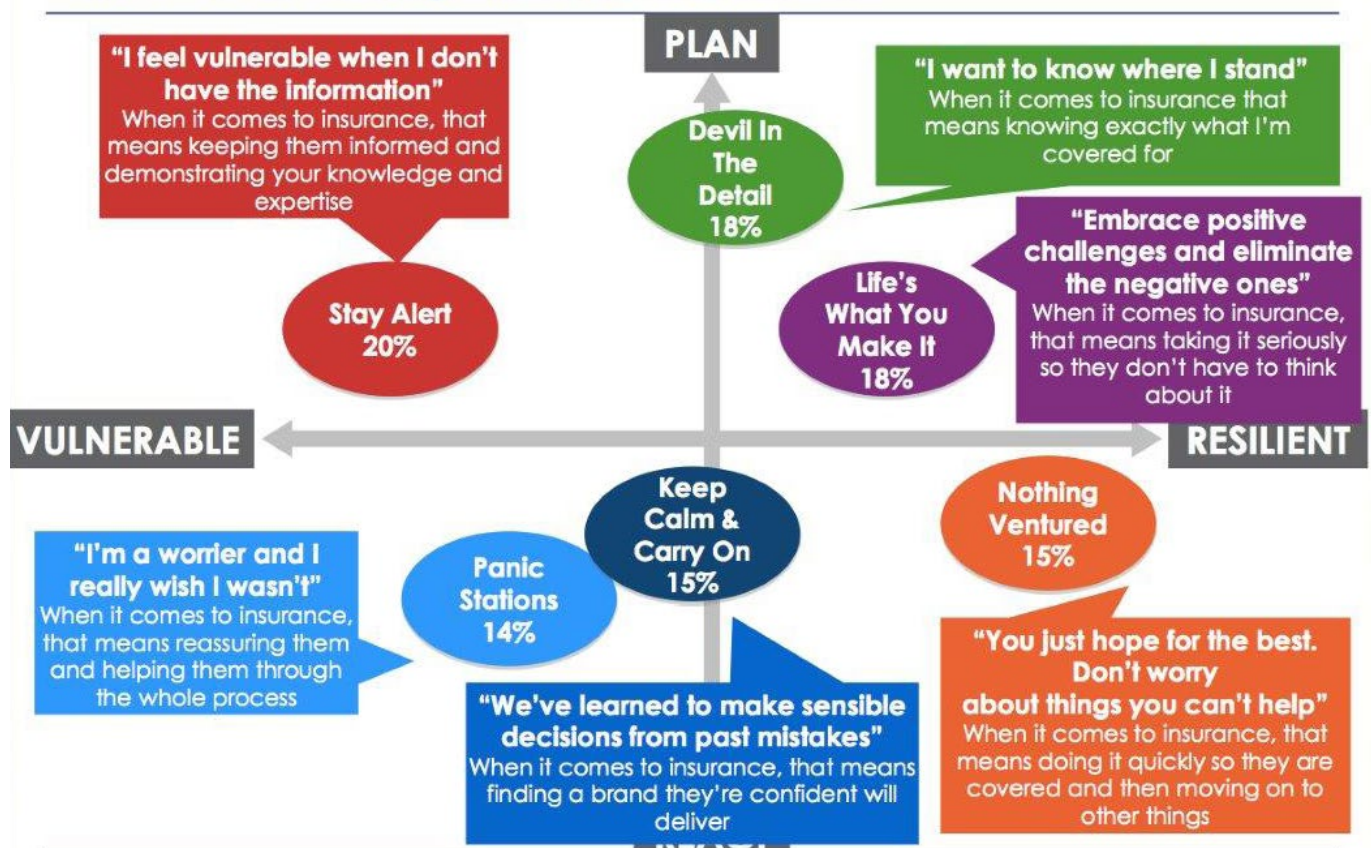 PLAN
"I feel vulnerable when I don't
have the information"
When it comes to insurance, that
means keeping them informed and
demonstrating your knowledge and
expertise
"I want to know where I stand"
When it comes to insurance that
means knowing exactly what I'm
covered for
Devil In
The
Detail
18%
"Embrace positive
challenges and eliminate
the negative ones"
When it comes to insurance,
that means taking it seriously
so they don't have to think
about it
Stay Alert
20%
Life's
What You
Make It
18%
VULNERABLE
RESILIENT
Keep
Calm &
Carry On
15%
Nothing
Ventured
15%
"I'm a worrier and I
really wish I wasn't"
When it comes to insurance,
that means reassuring them
and helping them through
the whole process
Panic
Stations
14%
"We've learned to make sensible
decisions from past mistakes"
When it comes to insurance, that means
finding a brand they're confident will
deliver
"You just hope for the best.
Don't worry
about things you can't help"
When it comes to insurance, that
means doing it quickly so they are
covered and then moving on to
other things